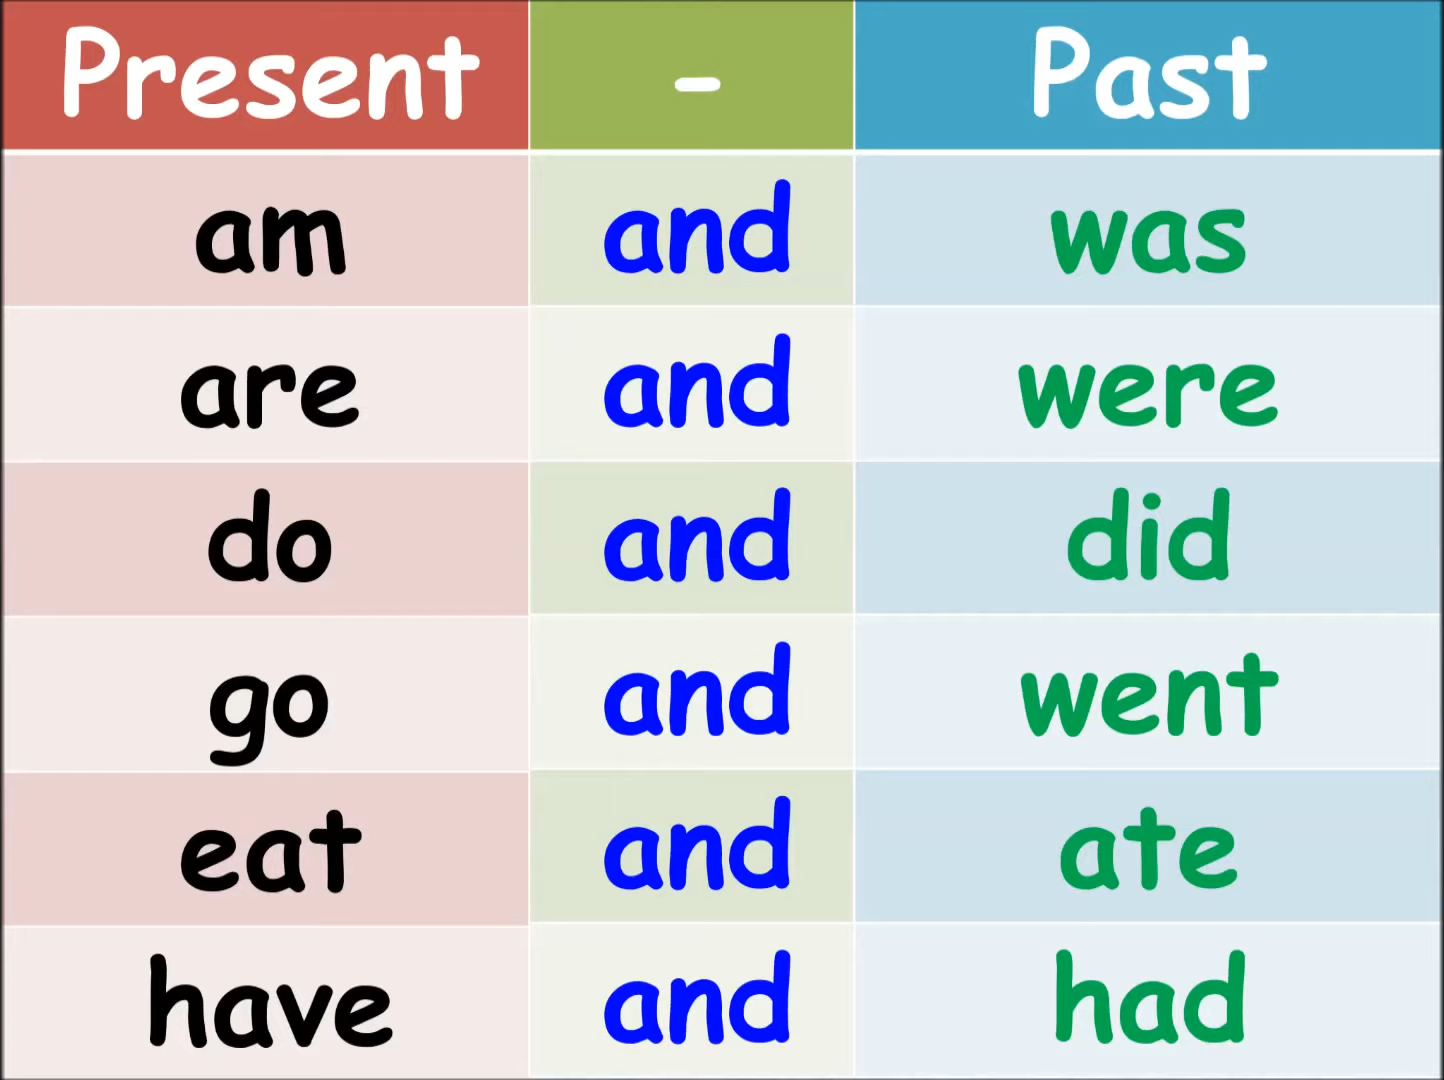 Present - Past
am and was
are and were
do and did
go and went
eat and ate
have and had